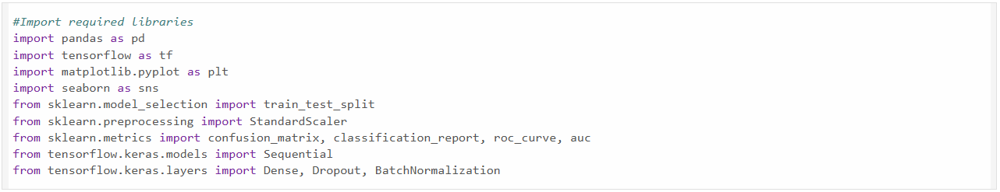 #Import required libraries
import pandas as pd
import tensorflow as tf
import matplotlib.pyplot as plt
import seaborn as sns
from sklearn.model_selection import train_test_split
from sklearn.preprocessing import StandardScaler
from sklearn.metrics import confusion_matrix, classification_report, roc_curve, auc
from tensorflow.keras.models import Sequential
from tensorflow.keras.layers import Dense, Dropout, BatchNormalization